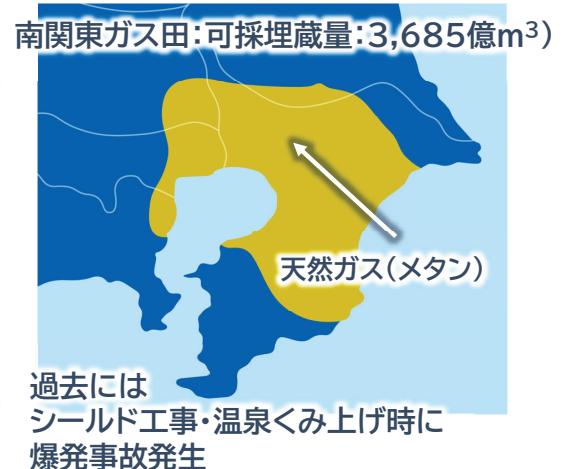 南関東ガス田：可採埋蔵量：3,685億m³）
天然ガス（メタン）
過去には
シールド工事・温泉くみ上げ時に
爆発事故発生